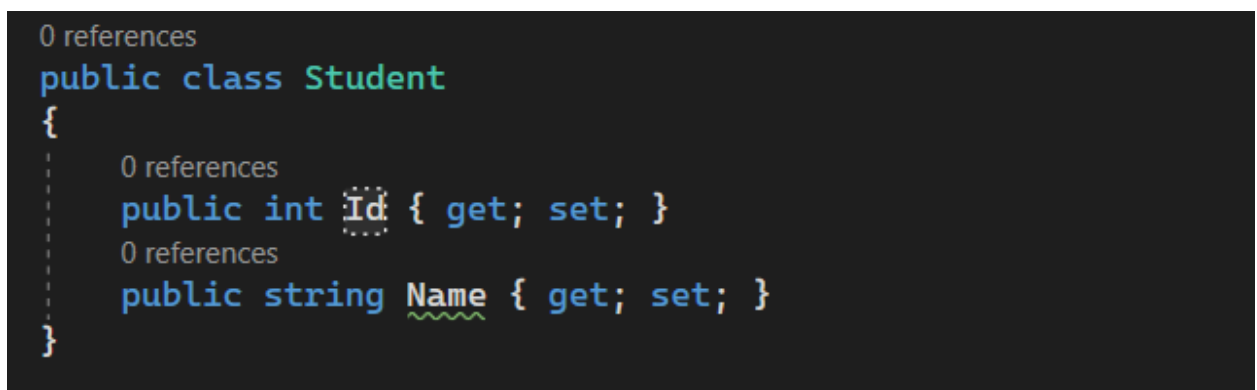 0 references
public class Student
{
0 references
public int Id { get; set; }
0 references
public string Name { get; set; }
}